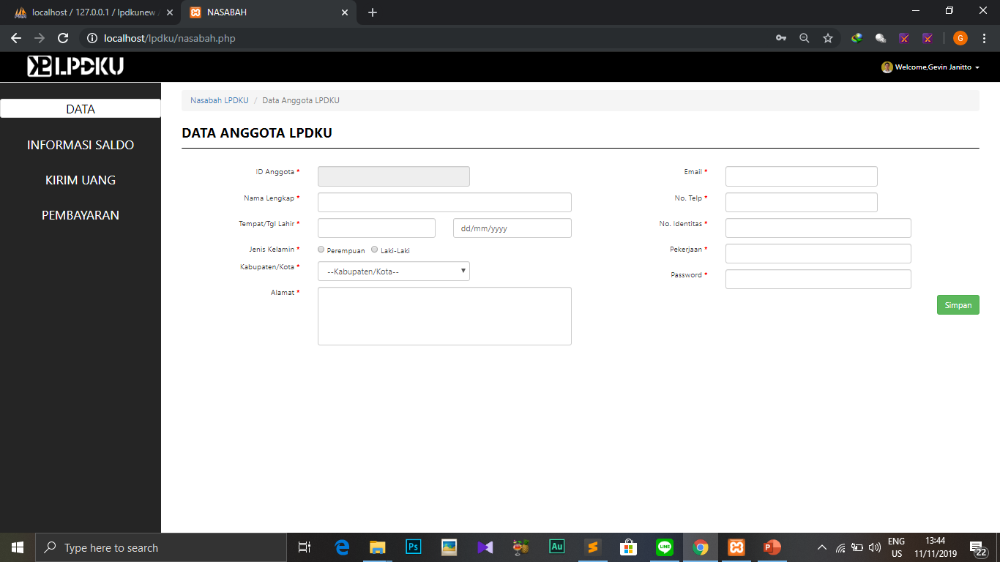 localhost / 127.0.0.1 / lpdkunew
NASABAH
localhost/lpdku/nasabah.php
G
LPDKU
Welcome,Gevin Janitto
DATA
INFORMASI SALDO
KIRIM UANG
PEMBAYARAN
Nasabah LPDKU / Data Anggota LPDKU
DATA ANGGOTA LPDKU
ID Anggota *
Nama Lengkap *
Tempat/Tgl Lahir *
dd/mm/yyyy
Jenis Kelamin *
Perempuan
Laki-Laki
Kabupaten/Kota *
--Kabupaten/Kota--
Alamat *
Email *
No. Telp *
No. Identitas *
Pekerjaan *
Password *
Simpan
Type here to search
Ps
Au
LINE
P
ENG
US
13:44
11/11/2019
22